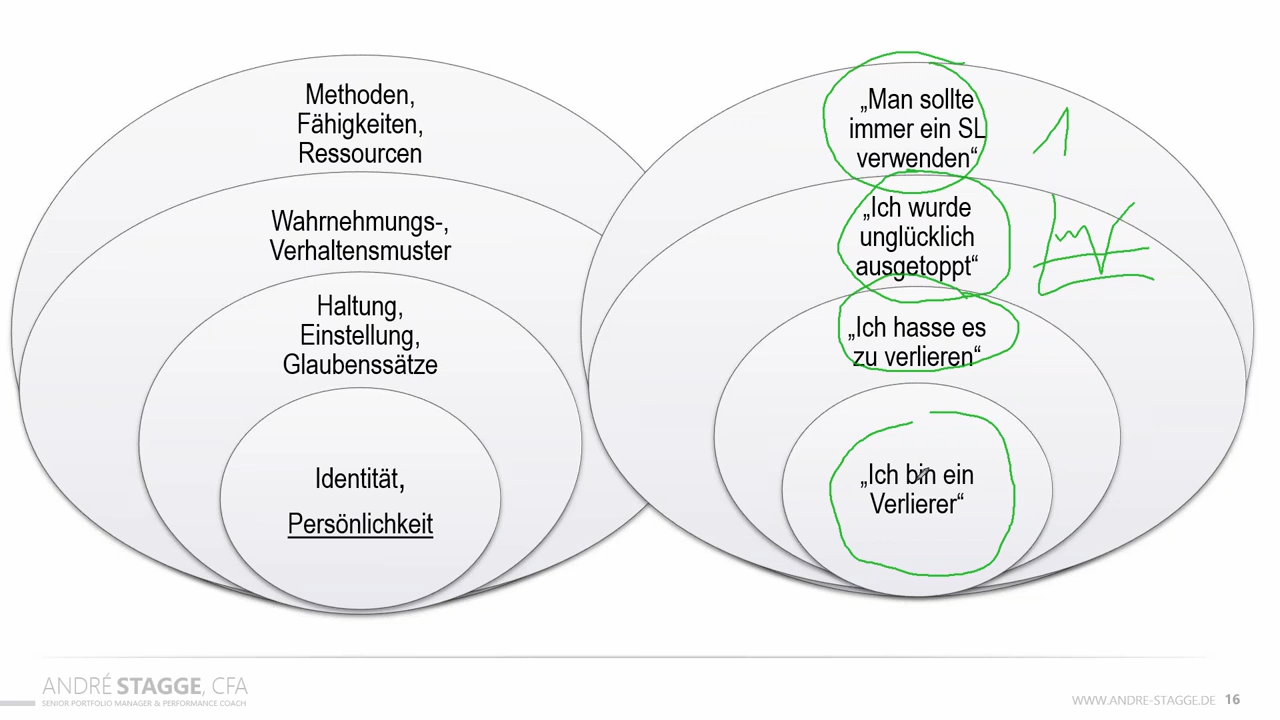 Methoden,
Fähigkeiten,
Ressourcen
Wahrnehmungs-,
Verhaltensmuster
Haltung,
Einstellung,
Glaubenssätze
Identität,
Persönlichkeit
„Man sollte
immer ein SL
verwenden“
1
„Ich wurde
unglücklich
ausgetoppt“
„Ich hasse es
zu verlieren“
„Ich bin ein
Verlierer“
ANDRÉ STAGGE, CFA
SENIOR PORTFOLIO MANAGER & PERFORMANCE COACH
WWW.ANDRE-STAGGE.DE 16